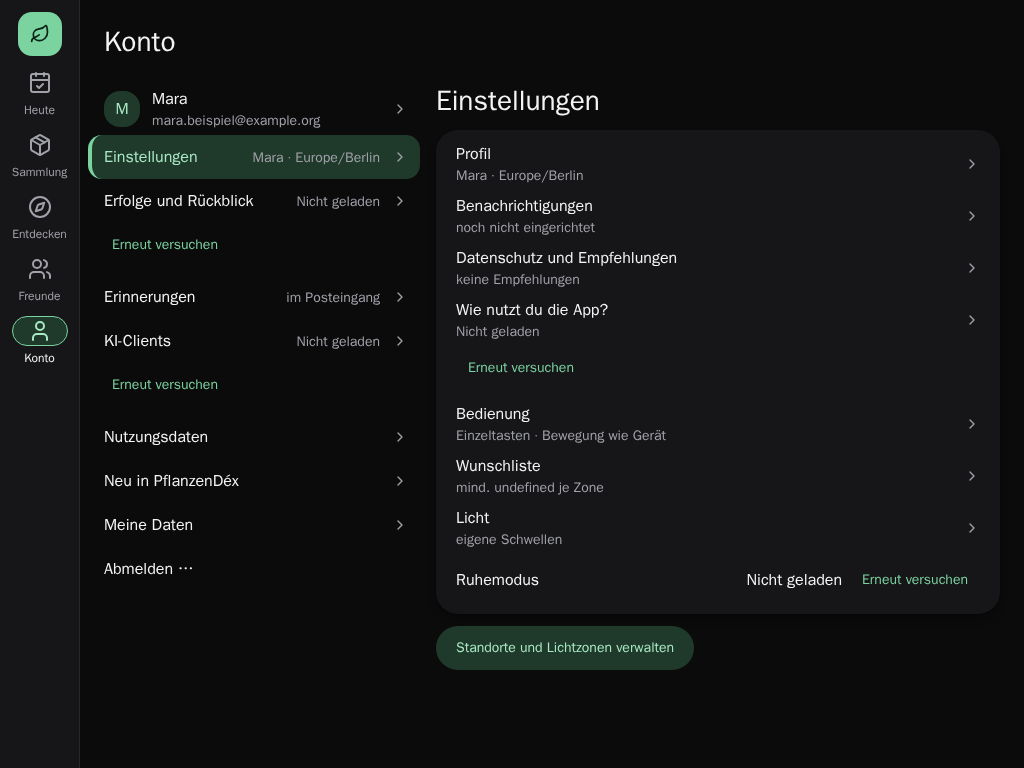 Konto
Heute
Sammlung
Entdecken
Freunde
Konto
M
Mara
mara.beispiel@example.org
Einstellungen
Mara · Europe/Berlin
Erfolge und Rückblick
Nicht geladen
Erneut versuchen
Erinnerungen
im Posteingang
KI-Clients
Nicht geladen
Erneut versuchen
Nutzungsdaten
Neu in PflanzenDéx
Meine Daten
Abmelden ···
Einstellungen
Profil
Mara · Europe/Berlin
Benachrichtigungen
noch nicht eingerichtet
Datenschutz und Empfehlungen
keine Empfehlungen
Wie nutzt du die App?
Nicht geladen
Erneut versuchen
Bedienung
Einzeltasten · Bewegung wie Gerät
Wunschliste
mind. undefined je Zone
Licht
eigene Schwellen
Ruhemodus
Nicht geladen
Erneut versuchen
Standorte und Lichtzonen verwalten